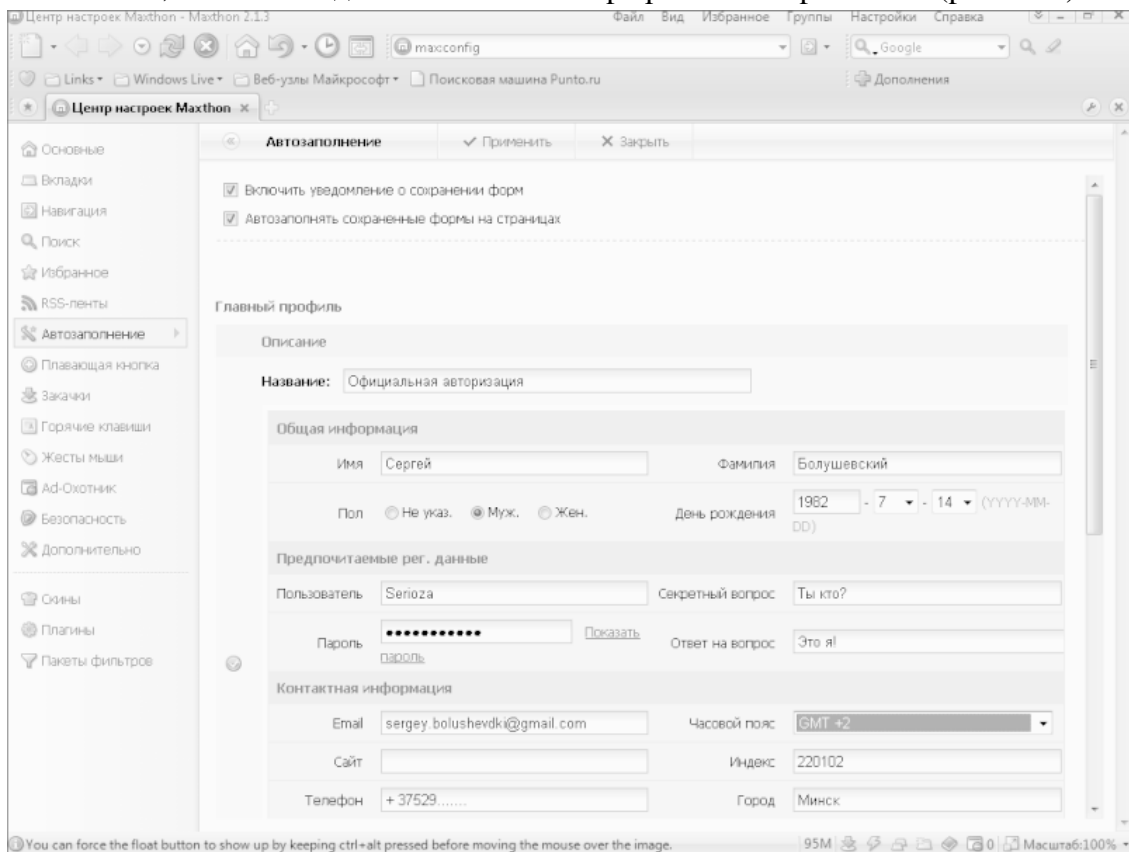 Центр настроек Maxthon - Maxthon 2.1.3 Файл Вид Избранное Группы Настройки Справка
maxconfig Google
Links Windows Live Веб-узлы Майкрософт Поисковая машина Punto.ru Дополнения
Центр настроек Maxthon
Основные
Вкладки
Навигация
Поиск
Избранное
RSS-ленты
Автозаполнение
Плавающая кнопка
Закачки
Горячие клавиши
Жесты мыши
Ad-Охотник
Безопасность
Дополнительно
Скины
Плагины
Пакеты фильтров
Автозаполнение Применить Закрыть
Включить уведомление о сохранении форм
Автозаполнять сохраненные формы на страницах
Главный профиль
Описание
Название: Официальная авторизация
Общая информация
Имя Сергей Фамилия Болушевский
Пол Не указ. Муж. Жен. День рождения 1982 - 7 - 14 (YYYY-MM-
DD)
Предпочитаемые рег. данные
Пользователь Serioza Секретный вопрос Ты кто?
Пароль ●●●●●●●●●●● Показать
пароль
Ответ на вопрос Это я!
Контактная информация
Email sergey.bolushevdki@gmail.com Часовой пояс GMT +2
Сайт Индекс 220102
Телефон + 37529....... Город Минск
You can force the float button to show up by keeping ctrl+alt pressed before moving the mouse over the image. 95M 0 Масштаб:100%